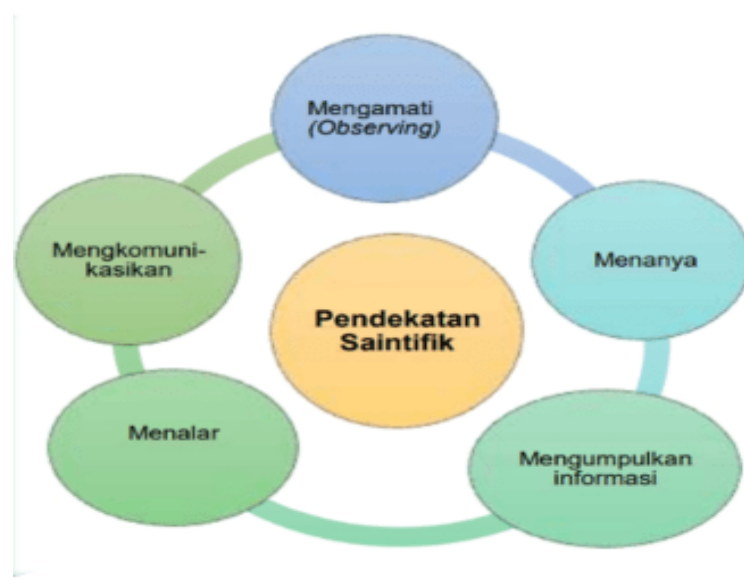 Mengamati
(Observing)
Menanya
Mengumpulkan
informasi
Menalar
Mengkomuni-
kasikan
Pendekatan
Saintifik